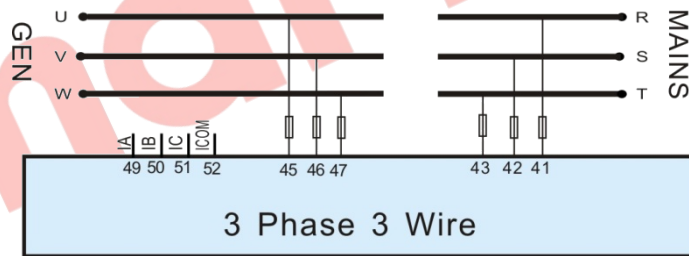 GEN
U
V
W
R
S
T
MAINS
IA
IB
IC
ICOM
49 50 51 52 45 46 47 43 42 41
3 Phase 3 Wire